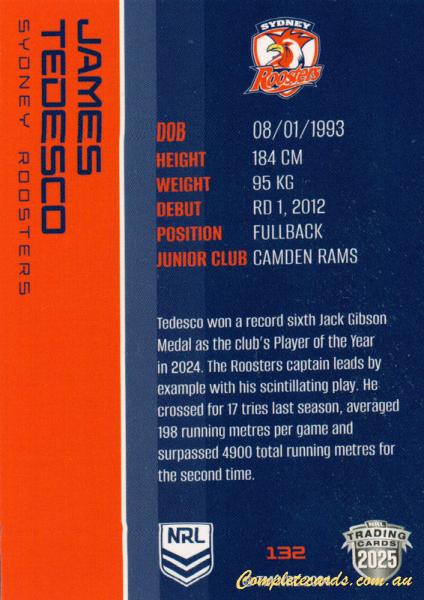 JAMES
TEDESCO
SYDNEY ROOSTERS
SYDNEY
Roosters
DOB 08/01/1993
HEIGHT 184 CM
WEIGHT 95 KG
DEBUT RD 1, 2012
POSITION FULLBACK
JUNIOR CLUB CAMDEN RAMS
Tedesco won a record sixth Jack Gibson
Medal as the club's Player of the Year
in 2024. The Roosters captain leads by
example with his scintillating play. He
crossed for 17 tries last season, averaged
198 running metres per game and
surpassed 4900 total running metres for
the second time.
NRL
132
NRL
TRADING
CARDS
2025
Completecards.com.au